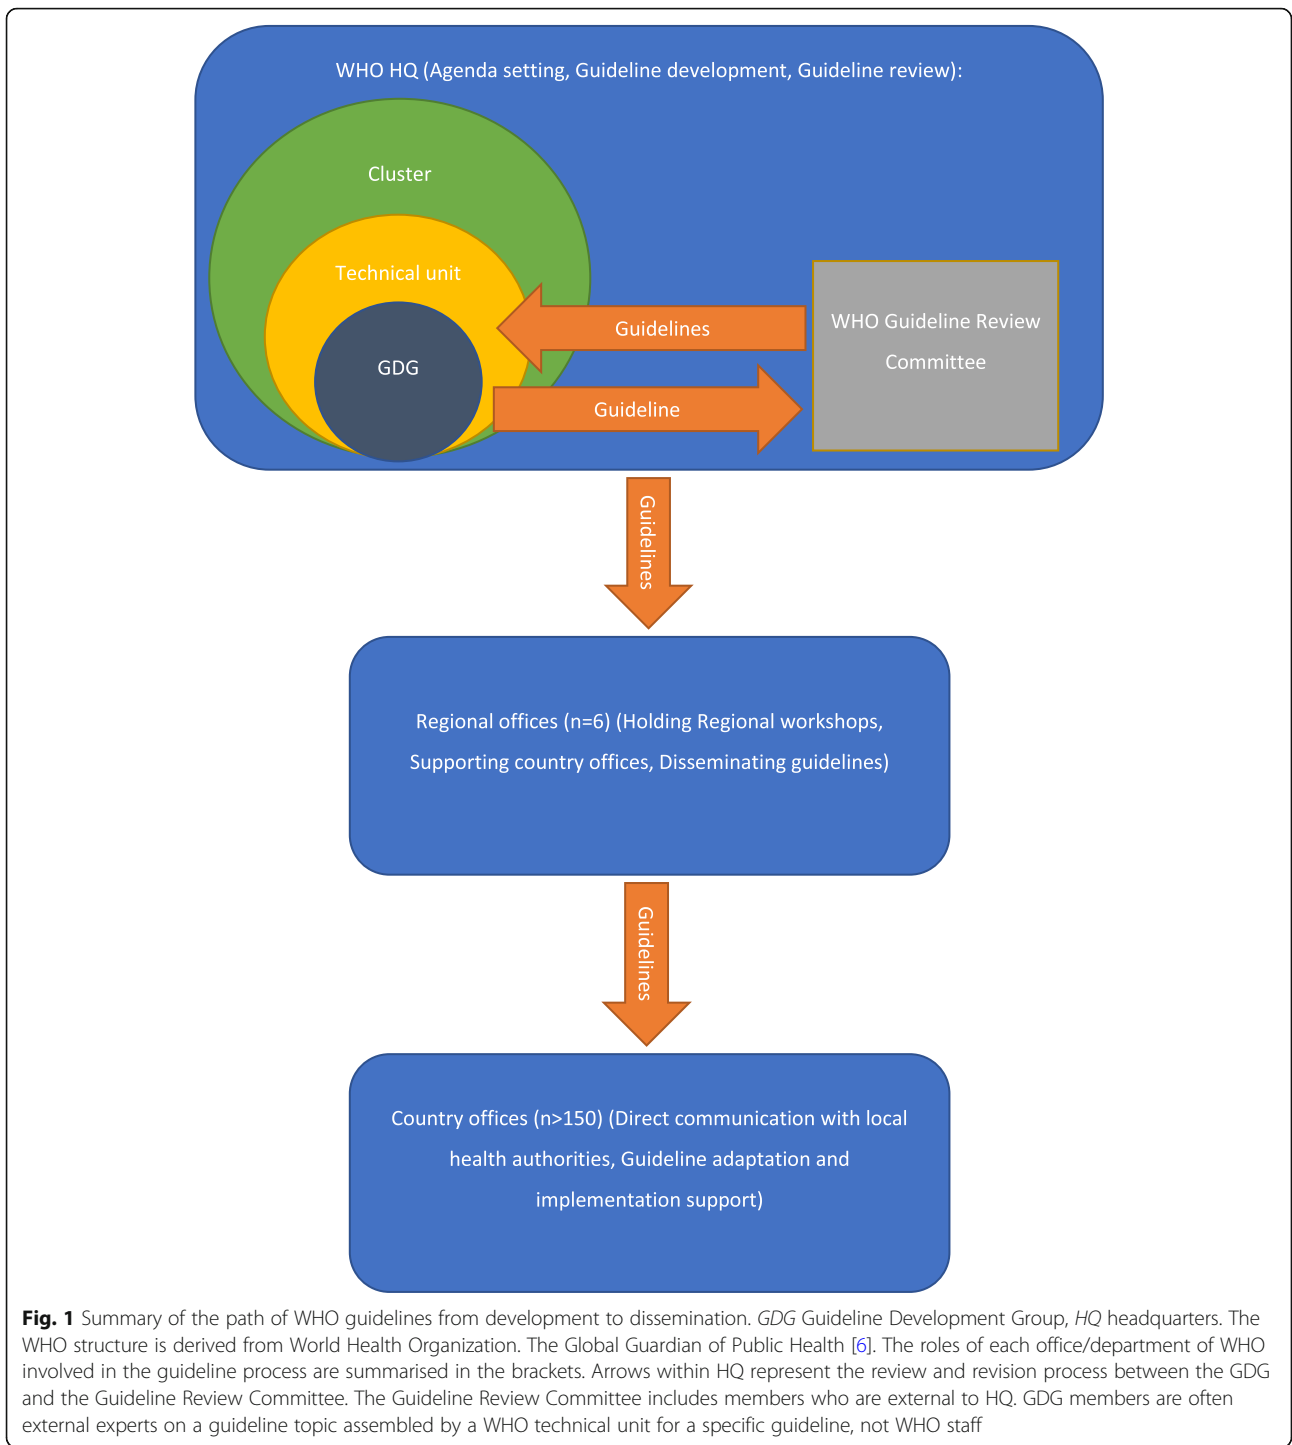 WHO HQ (Agenda setting, Guideline development, Guideline review):
Cluster
Technical unit
GDG
Guidelines
Guideline
WHO Guideline Review
Committee
Guidelines
Regional offices (n=6) (Holding Regional workshops,
Supporting country offices, Disseminating guidelines)
Guidelines
Country offices (n>150) (Direct communication with local
health authorities, Guideline adaptation and
implementation support)
Fig. 1 Summary of the path of WHO guidelines from development to dissemination. GDG Guideline Development Group, HQ headquarters. The
WHO structure is derived from World Health Organization. The Global Guardian of Public Health [6]. The roles of each office/department of WHO
involved in the guideline process are summarised in the brackets. Arrows within HQ represent the review and revision process between the GDG
and the Guideline Review Committee. The Guideline Review Committee includes members who are external to HQ. GDG members are often
external experts on a guideline topic assembled by a WHO technical unit for a specific guideline, not WHO staff